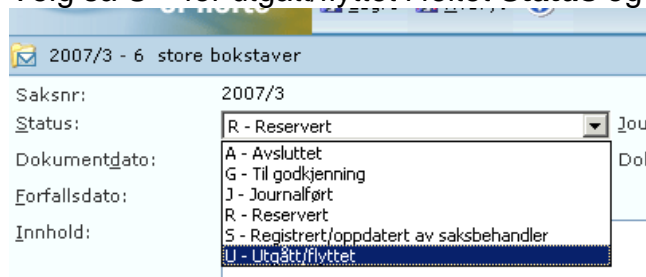 2007/3 - 6 store bokstaver
Saksnr: 2007/3
Status: R - Reservert
Dokumentdato: A - Avsluttet
G - Til godkjenning
Forfallsdato: J - Journalført
R - Reservert
Innhold: S - Registrert/oppdatert av saksbehandler
U - Utgått/flyttet